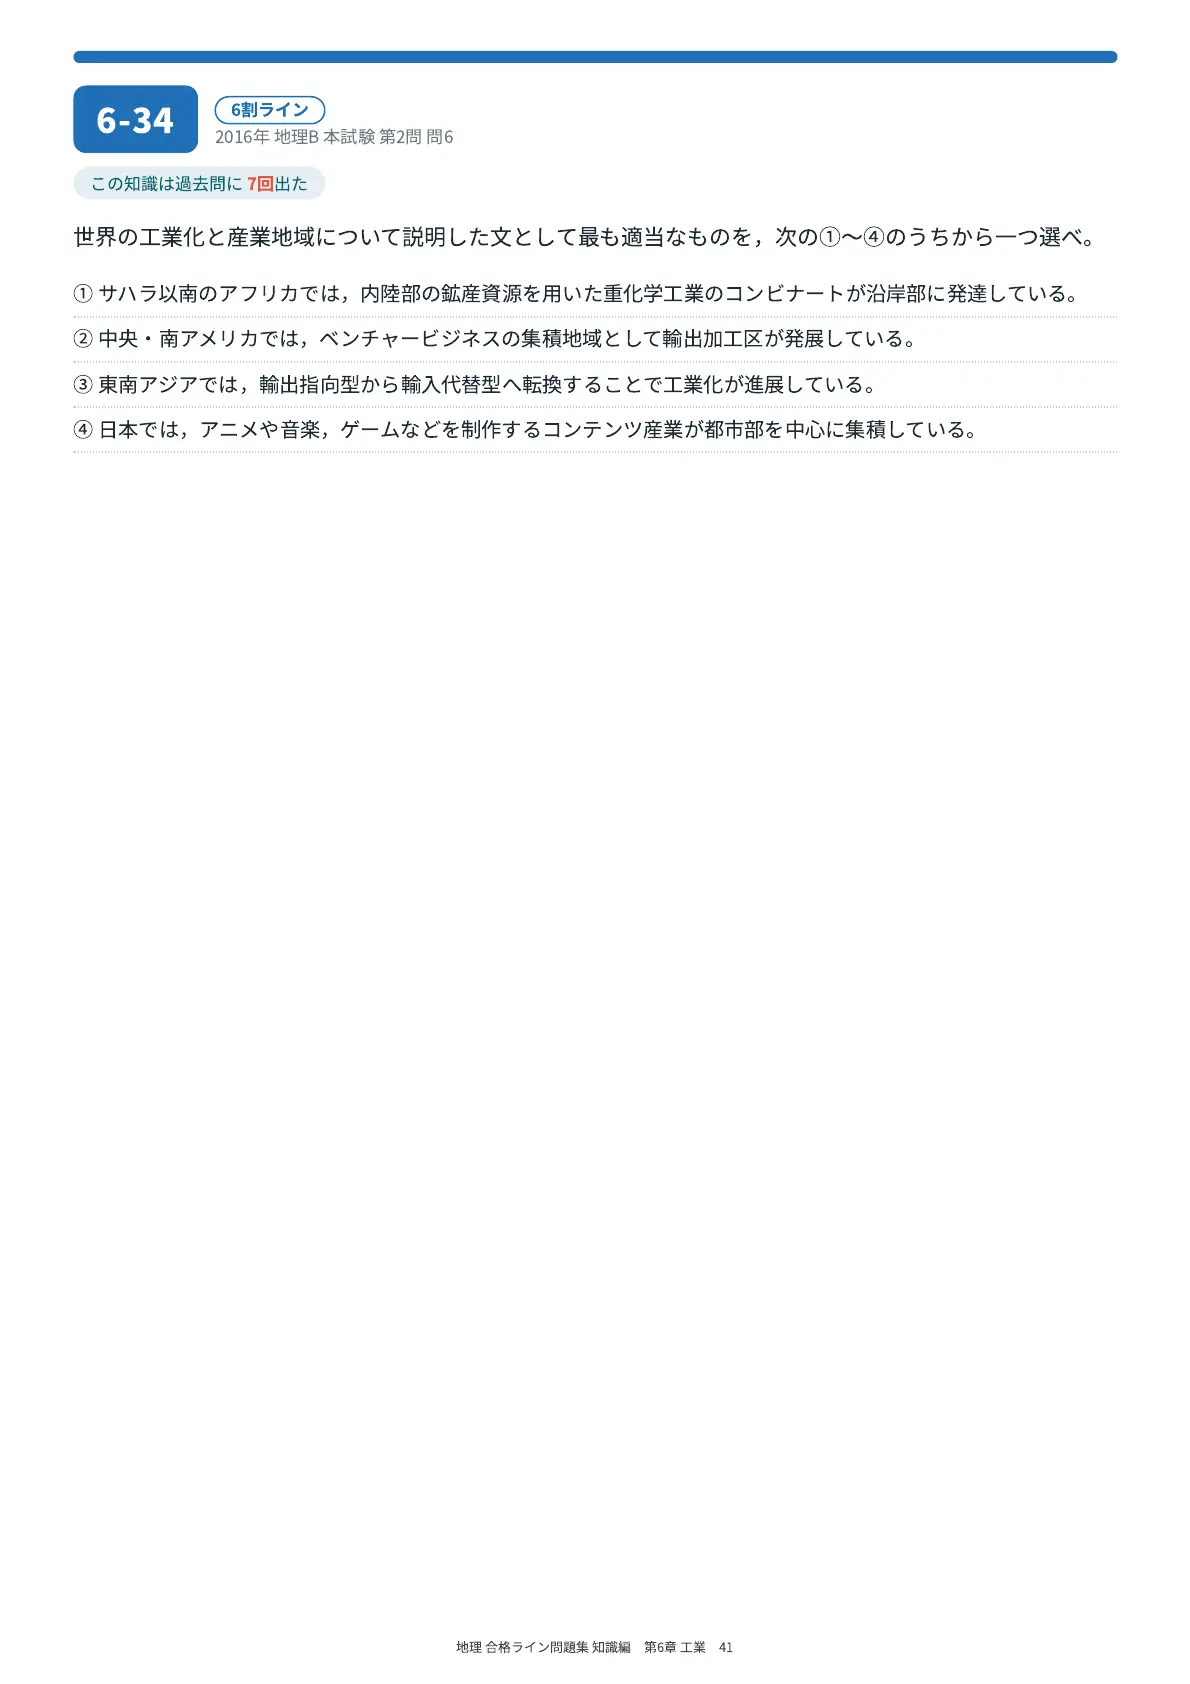 6-34
6割ライン
2016年 地理B 本試験 第2問 問6
この知識は過去問に 7回出た
世界の工業化と産業地域について説明した文として最も適当なものを，次の①～④のうちから一つ選べ。
① サハラ以南のアフリカでは，内陸部の鉱産資源を用いた重化学工業のコンビナートが沿岸部に発達している。
② 中央・南アメリカでは，ベンチャービジネスの集積地域として輸出加工区が発展している。
③ 東南アジアでは，輸出指向型から輸入代替型へ転換することで工業化が進展している。
④ 日本では，アニメや音楽，ゲームなどを制作するコンテンツ産業が都市部を中心に集積している。
地理 合格ライン問題集 知識編　第6章 工業　41